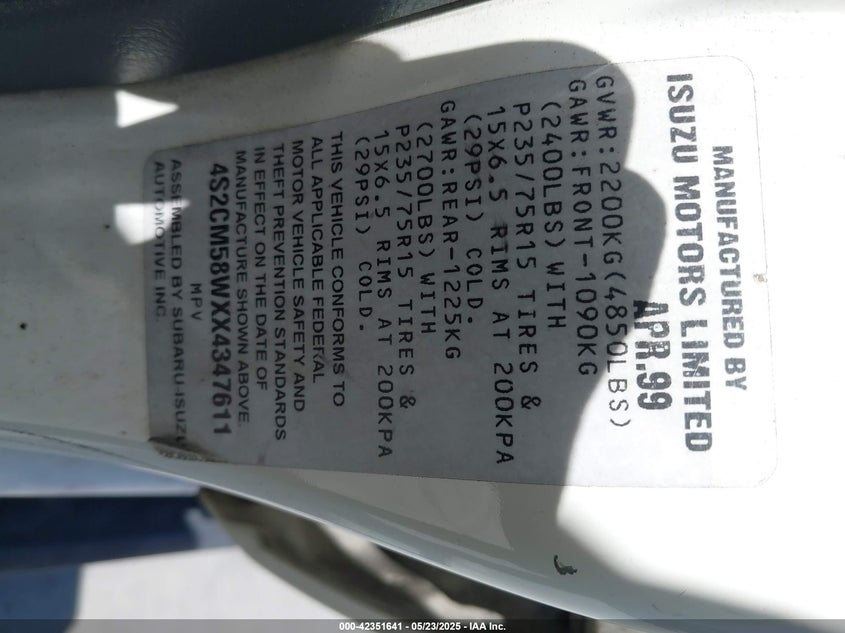 MANUFACTURED BY
ISUZU MOTORS LIMITED
APR.99
GVWR:2200KG(4850LBS)
GAWR:FRONT-1090KG
(2400LBS) WITH
P235/75R15 TIRES &
15X6.5 RIMS AT 200KPA
(29PSI) COLD.
GAWR:REAR-1225KG
(2700LBS) WITH
P235/75R15 TIRES &
15X6.5 RIMS AT 200KPA
(29PSI) COLD.
THIS VEHICLE CONFORMS TO
ALL APPLICABLE FEDERAL
MOTOR VEHICLE SAFETY AND
THEFT PREVENTION STANDARDS
IN EFFECT ON THE DATE OF
MANUFACTURE SHOWN ABOVE.
4S2CM58WXX4347611
MPV
ASSEMBLED BY SUBARU-ISUZU
AUTOMOTIVE INC.
000-42351641 - 05/23/2025 - IAA Inc.